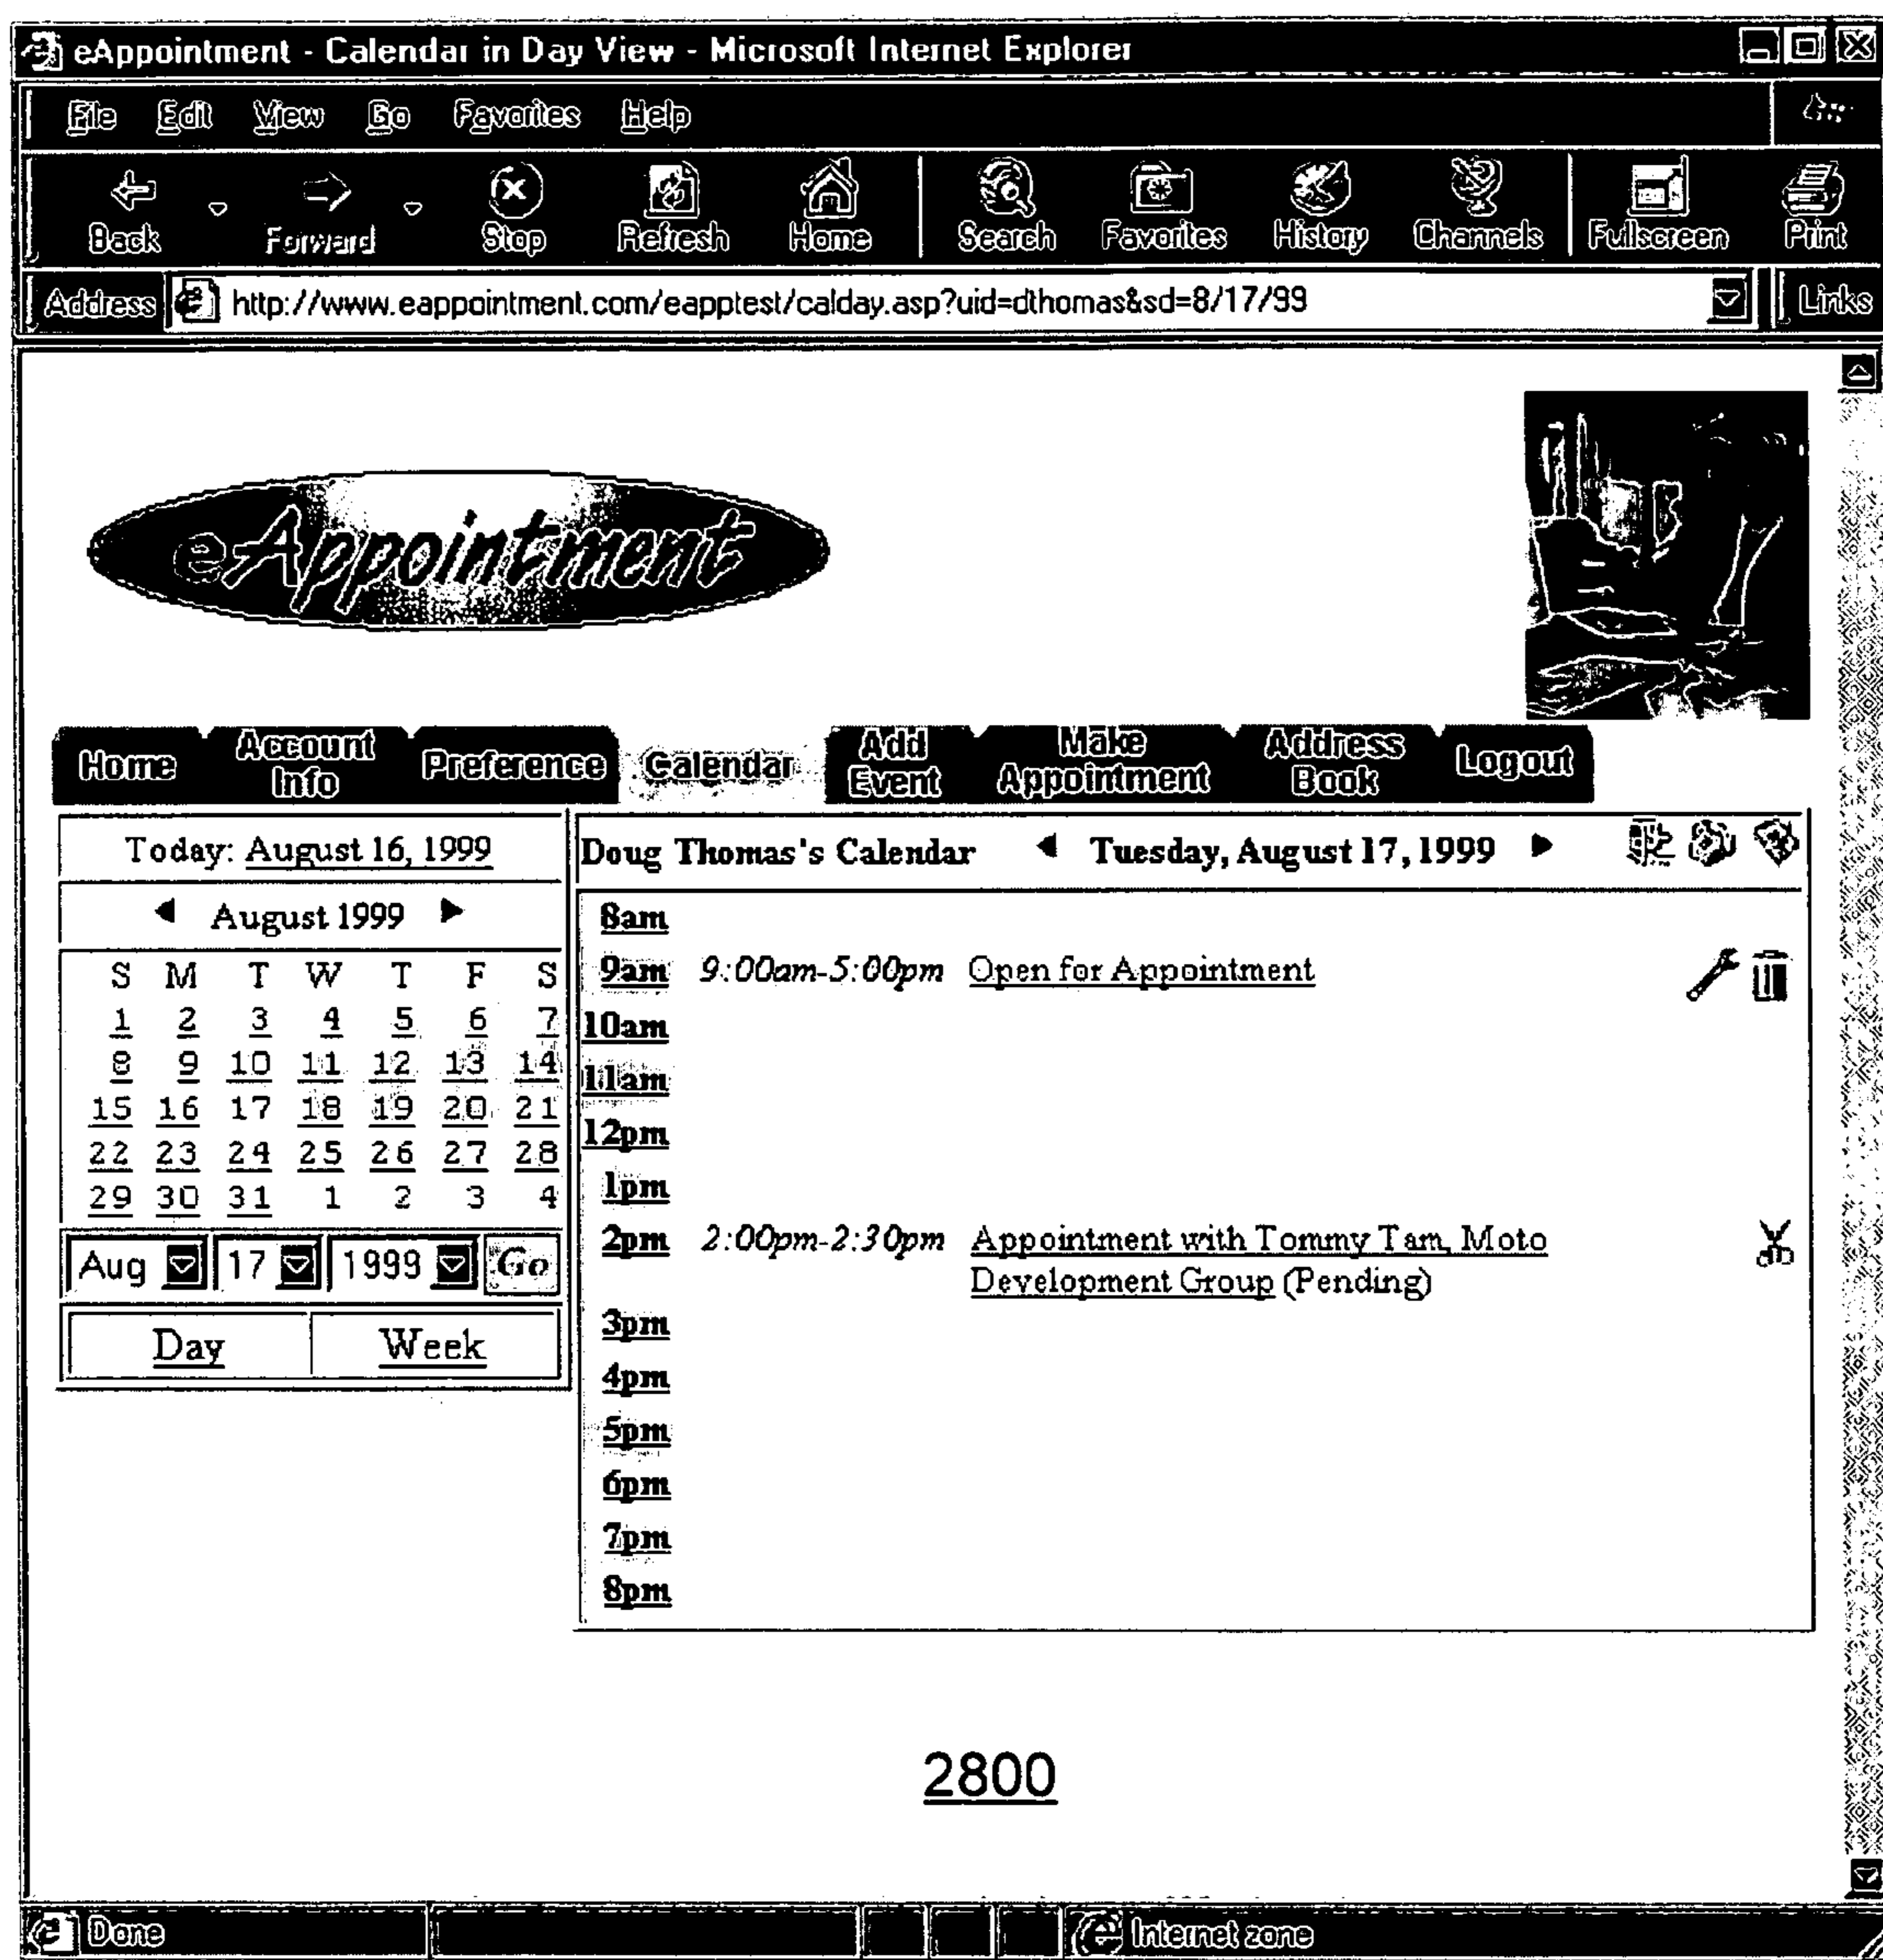 eAppointment - Calendar in Day View - Microsoft Internet Explorer
File Edit View Go Favorites Help
Back Forward Stop Refresh Home Search Favorites History Channels Fullscreen Print
Address http://www.eappointment.com/eapptest/calday.asp?uid=dthomas&sd=8/17/99 Links
eAppointment
Home Account Info Preference Calendar Add Event Make Appointment Address Book Logout
Today: August 16, 1999
August 1999
S M T W T F S
1 2 3 4 5 6 7
8 9 10 11 12 13 14
15 16 17 18 19 20 21
22 23 24 25 26 27 28
29 30 31 1 2 3 4
Aug 17 1999 Go
Day Week
Doug Thomas's Calendar Tuesday, August 17, 1999
8am
9am 9:00am-5:00pm Open for Appointment
10am
11am
12pm
1pm
2pm 2:00pm-2:30pm Appointment with Tommy Tam, Moto
Development Group (Pending)
3pm
4pm
5pm
6pm
7pm
8pm
2800
Done Internet zone